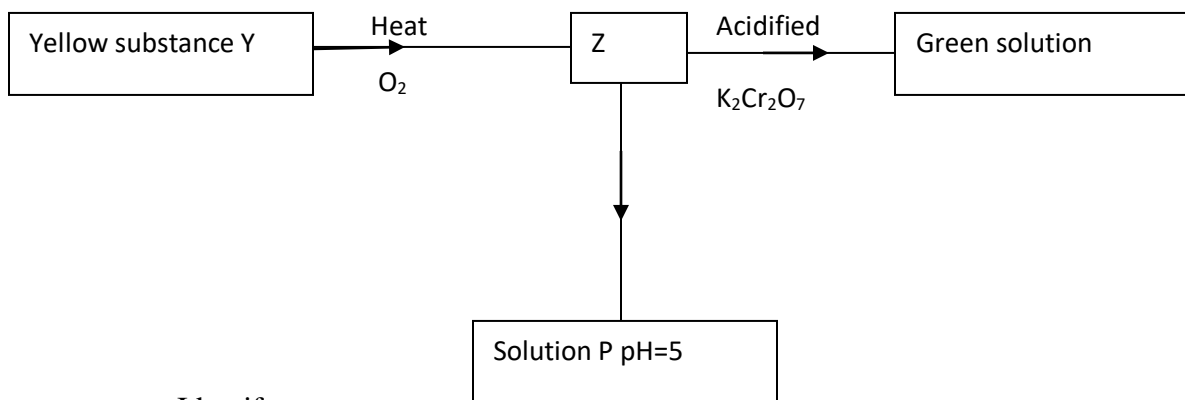 Yellow substance Y
Heat
O₂
Z
Acidified
K₂Cr₂O₇
Green solution
Solution P pH=5